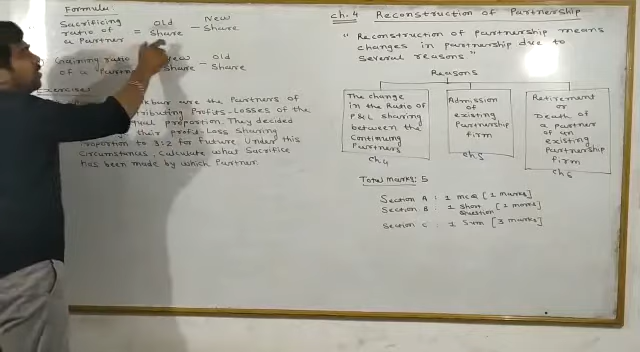 Formula:
Sacrificing ratio of a Partner = Old Share - New Share
Gaining ratio of a Partner
Share - Old Share
Exercise:
are the Partners of
Profits-Losses of the
proportion. They decided
their profit-Loss Sharing
proportion to 3:2 for future. Under this
Circumstances, Calculate what Sacrifice
has been made by which Partner.
ch.4 Reconstruction of Partnership
" Reconstruction of partnership means
changes in partnership due to
Several reasons.
Reasons
The change
in the Ratio of
P&L sharing
between the
Continuing
Partners
ch.4
Admission
of
existing
Partnership
firm
ch.5
Retirement
or
Death of
a partner
of an
existing
Partnership
firm
ch.6
Total marks: 5
Section A : 1 mcq [1 marks]
Section B : 1 Short Question [1 marks]
Section C : 1 Sum [3 marks]